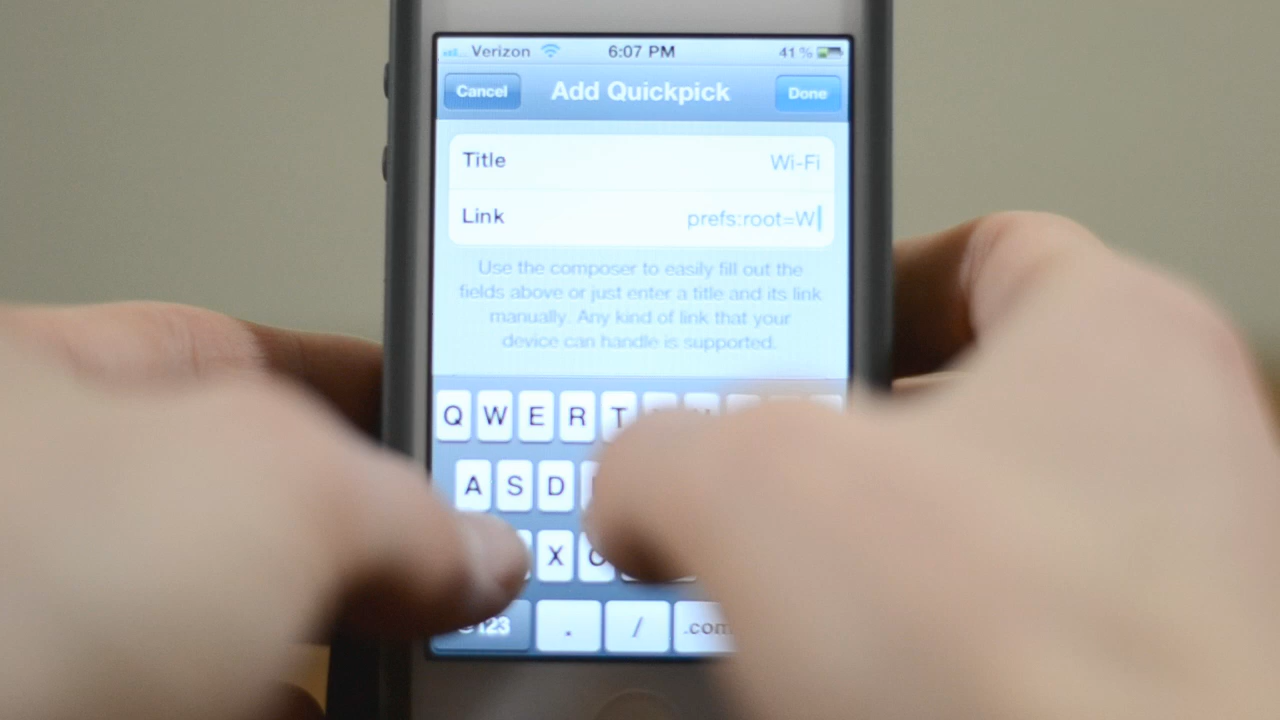 Verizon 6:07 PM 41 %
Cancel Add Quickpick Done
Title Wi-Fi
Link prefs:root=W
Use the composer to easily fill out the
fields above or just enter a title and its link
manually. Any kind of link that your
device can handle is supported.
Q W E R T
A S D
X C
123 . / .com